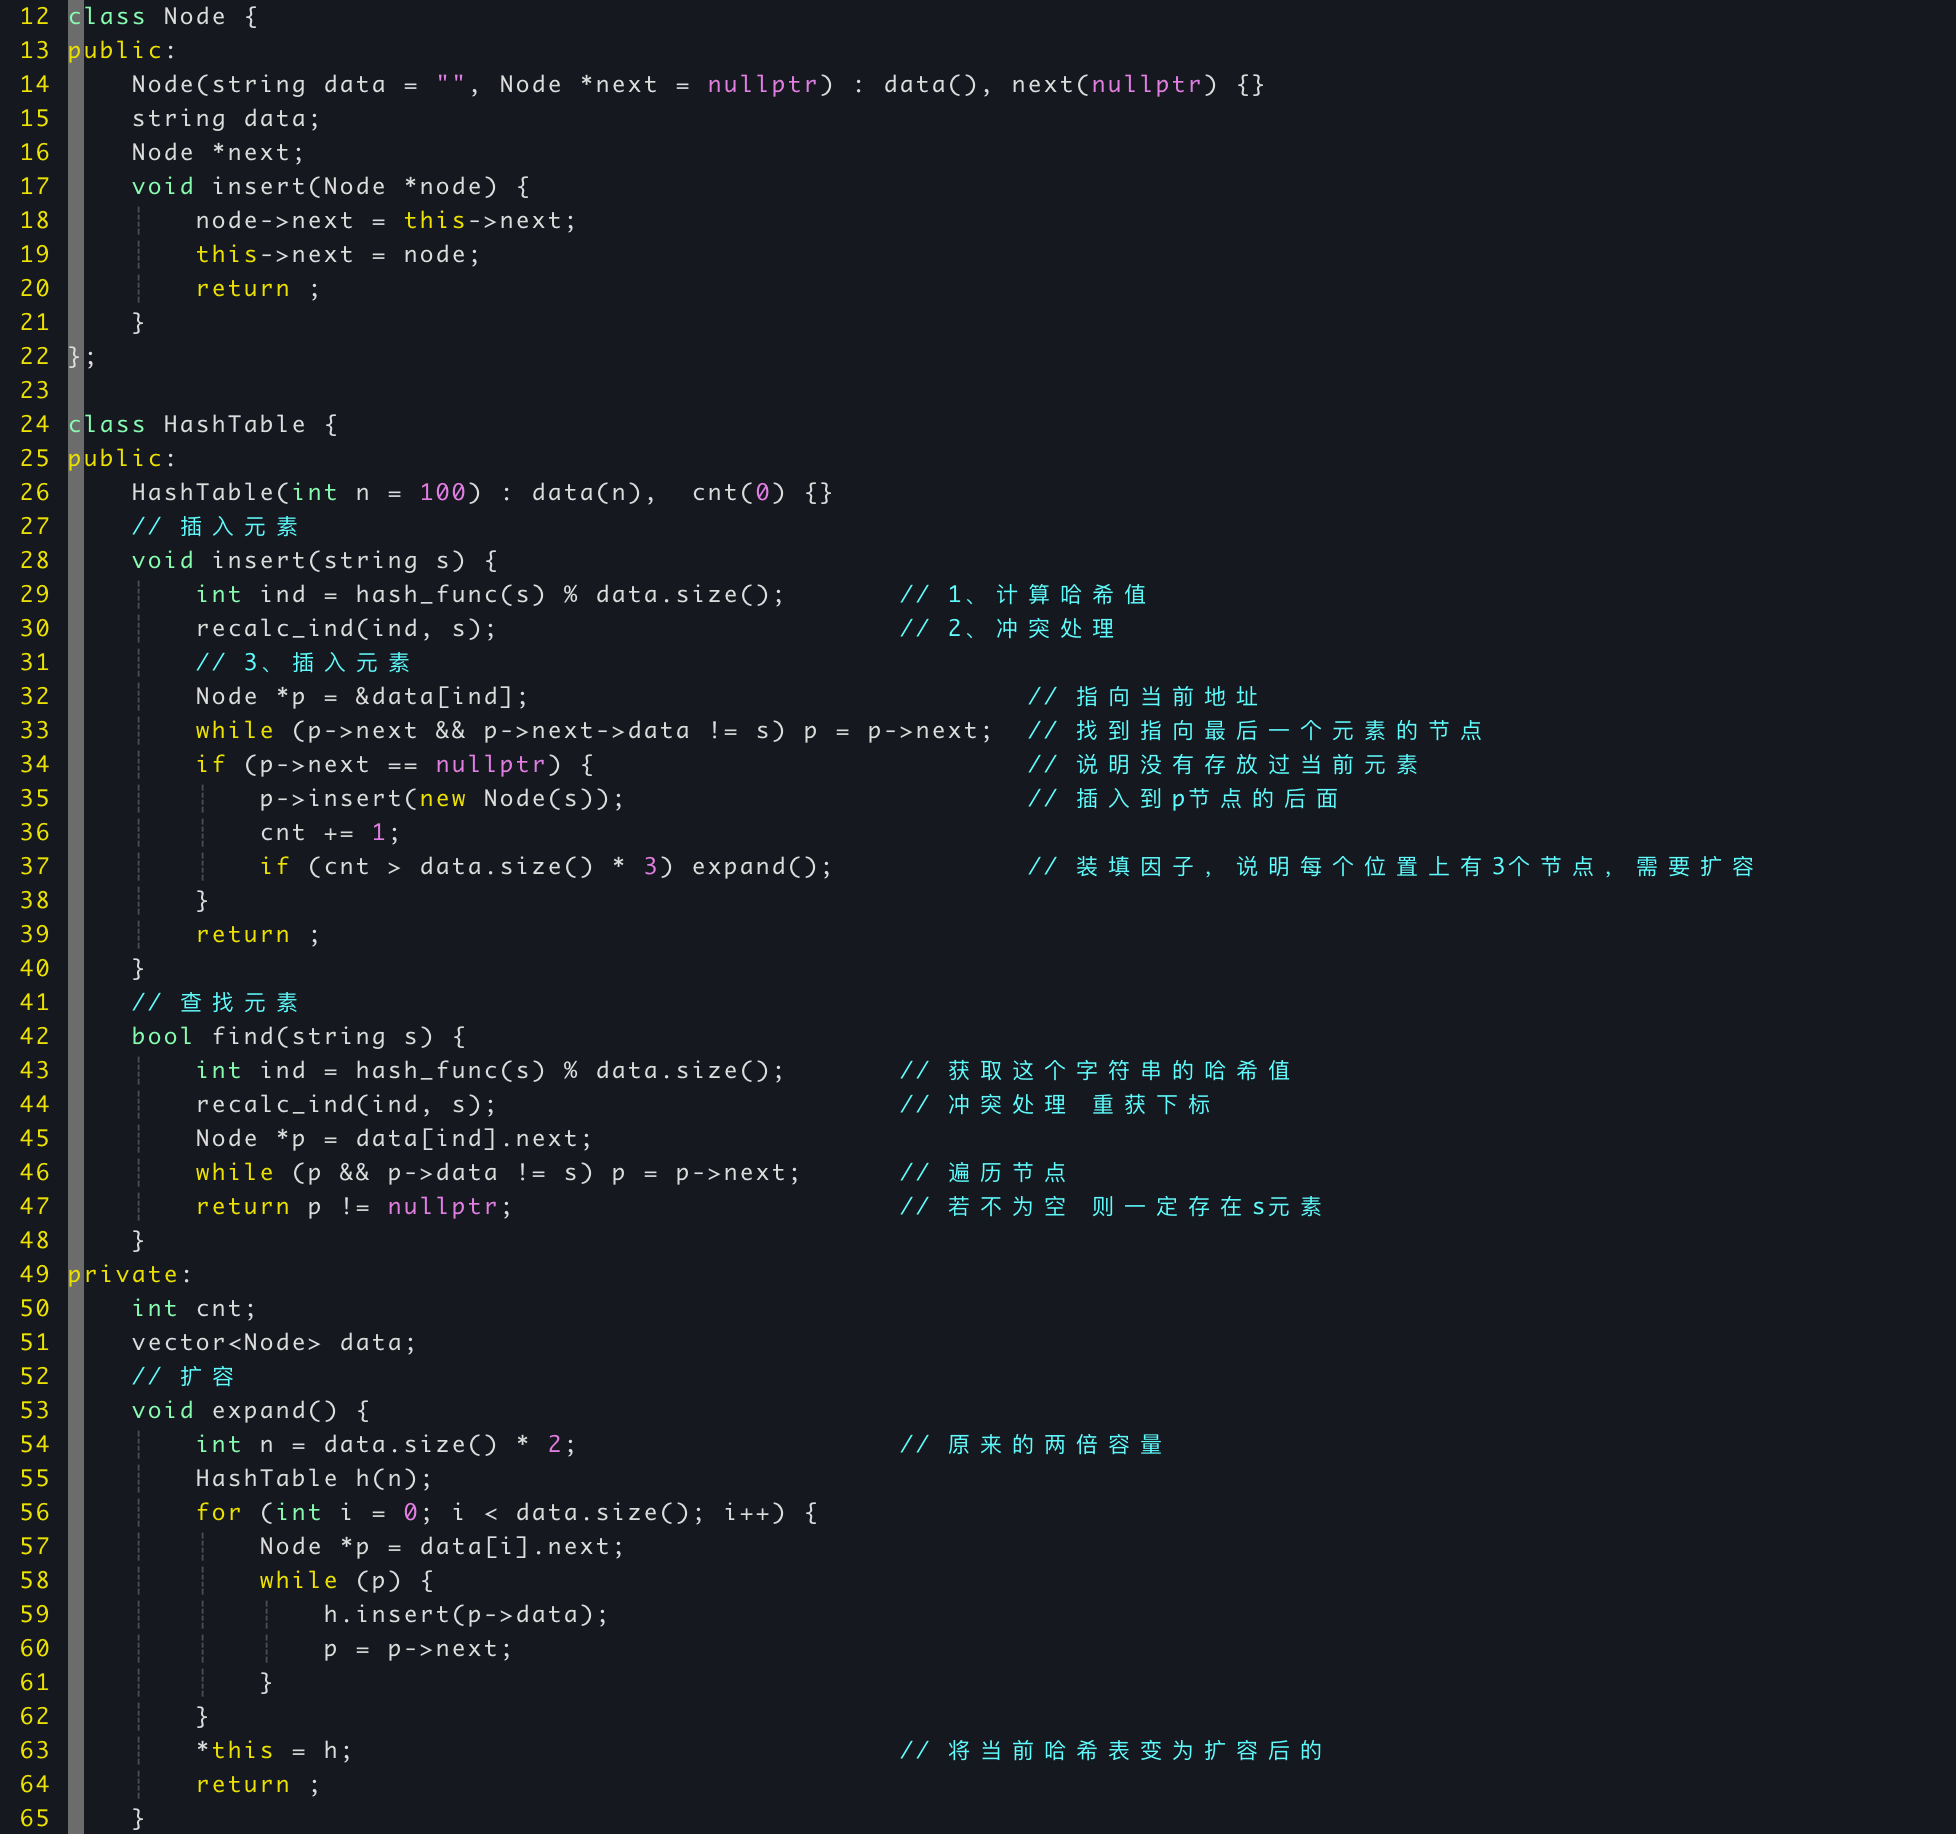 12 class Node {
13 public:
14     Node(string data = "", Node *next = nullptr) : data(), next(nullptr) {}
15     string data;
16     Node *next;
17     void insert(Node *node) {
18         node->next = this->next;
19         this->next = node;
20         return ;
21     }
22 };
23
24 class HashTable {
25 public:
26     HashTable(int n = 100) : data(n),  cnt(0) {}
27     // 插入元素
28     void insert(string s) {
29         int ind = hash_func(s) % data.size();       // 1、计算哈希值
30         recalc_ind(ind, s);                         // 2、冲突处理
31         // 3、插入元素
32         Node *p = &data[ind];                               // 指向当前地址
33         while (p->next && p->next->data != s) p = p->next;  // 找到指向最后一个元素的节点
34         if (p->next == nullptr) {                           // 说明没有存放过当前元素
35             p->insert(new Node(s));                         // 插入到p节点的后面
36             cnt += 1;
37             if (cnt > data.size() * 3) expand();            // 装填因子，说明每个位置上有3个节点，需要扩容
38         }
39         return ;
40     }
41     // 查找元素
42     bool find(string s) {
43         int ind = hash_func(s) % data.size();       // 获取这个字符串的哈希值
44         recalc_ind(ind, s);                         // 冲突处理 重获下标
45         Node *p = data[ind].next;
46         while (p && p->data != s) p = p->next;      // 遍历节点
47         return p != nullptr;                        // 若不为空 则一定存在s元素
48     }
49 private:
50     int cnt;
51     vector<Node> data;
52     // 扩容
53     void expand() {
54         int n = data.size() * 2;                    // 原来的两倍容量
55         HashTable h(n);
56         for (int i = 0; i < data.size(); i++) {
57             Node *p = data[i].next;
58             while (p) {
59                 h.insert(p->data);
60                 p = p->next;
61             }
62         }
63         *this = h;                                  // 将当前哈希表变为扩容后的
64         return ;
65     }